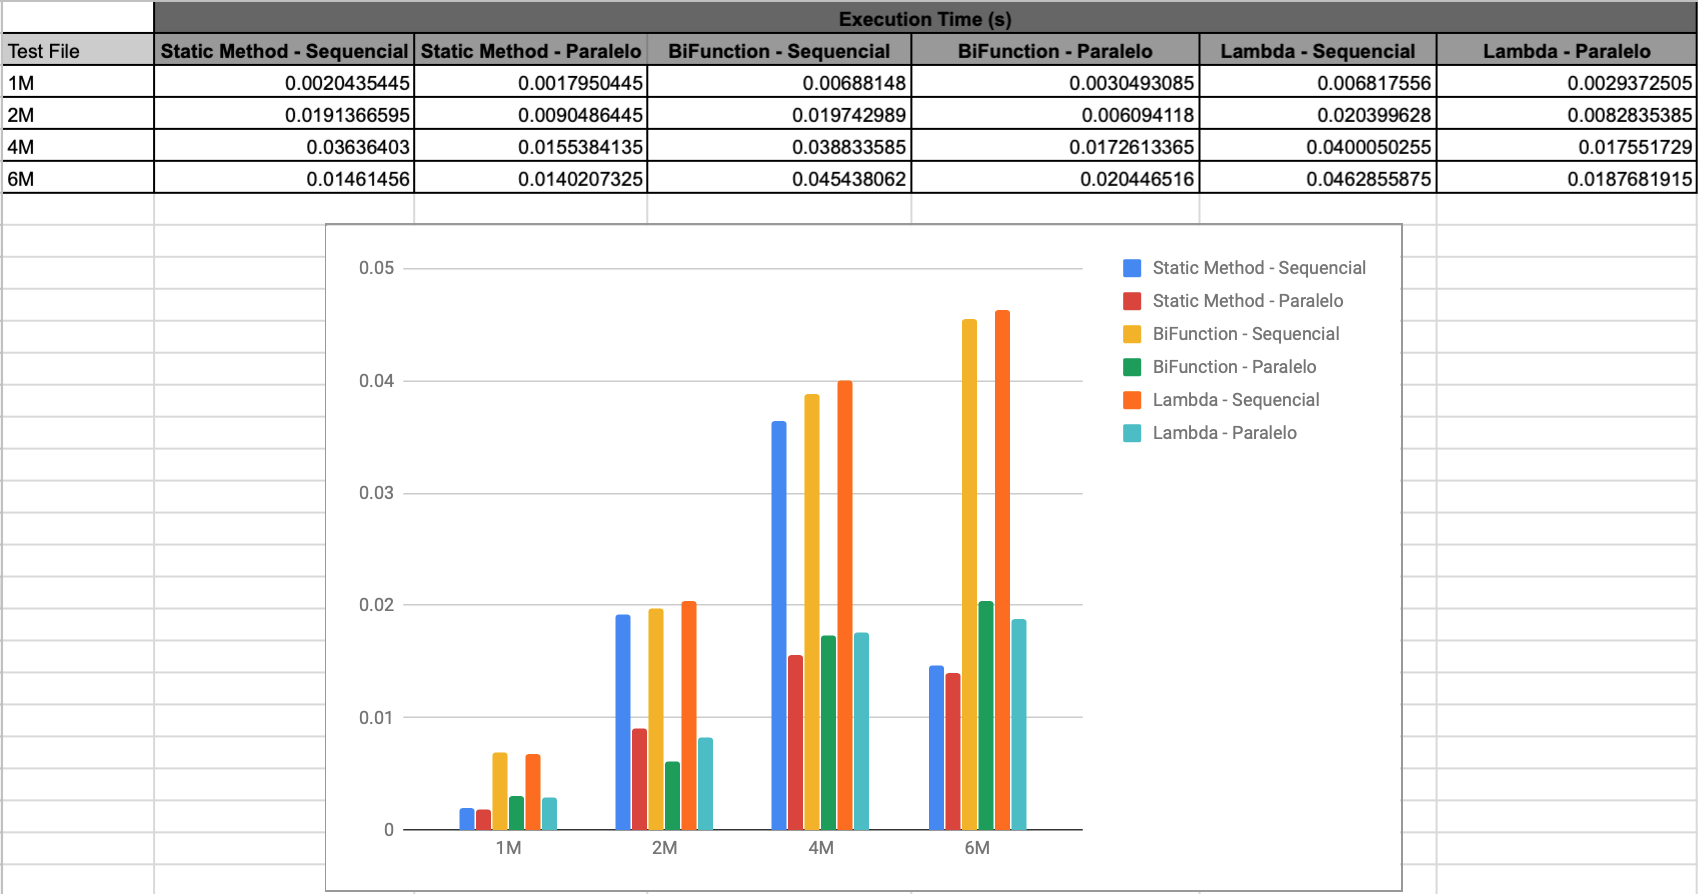 Execution Time (s)
Test File Static Method - Sequencial Static Method - Paralelo BiFunction - Sequencial BiFunction - Paralelo Lambda - Sequencial Lambda - Paralelo
1M 0.0020435445 0.0017950445 0.00688148 0.0030493085 0.006817556 0.0029372505
2M 0.0191366595 0.0090486445 0.019742989 0.006094118 0.020399628 0.0082835385
4M 0.03636403 0.0155384135 0.038833585 0.0172613365 0.0400050255 0.017551729
6M 0.01461456 0.0140207325 0.045438062 0.020446516 0.0462855875 0.0187681915
0.05
0.04
0.03
0.02
0.01
0
1M 2M 4M 6M
Static Method - Sequencial
Static Method - Paralelo
BiFunction - Sequencial
BiFunction - Paralelo
Lambda - Sequencial
Lambda - Paralelo